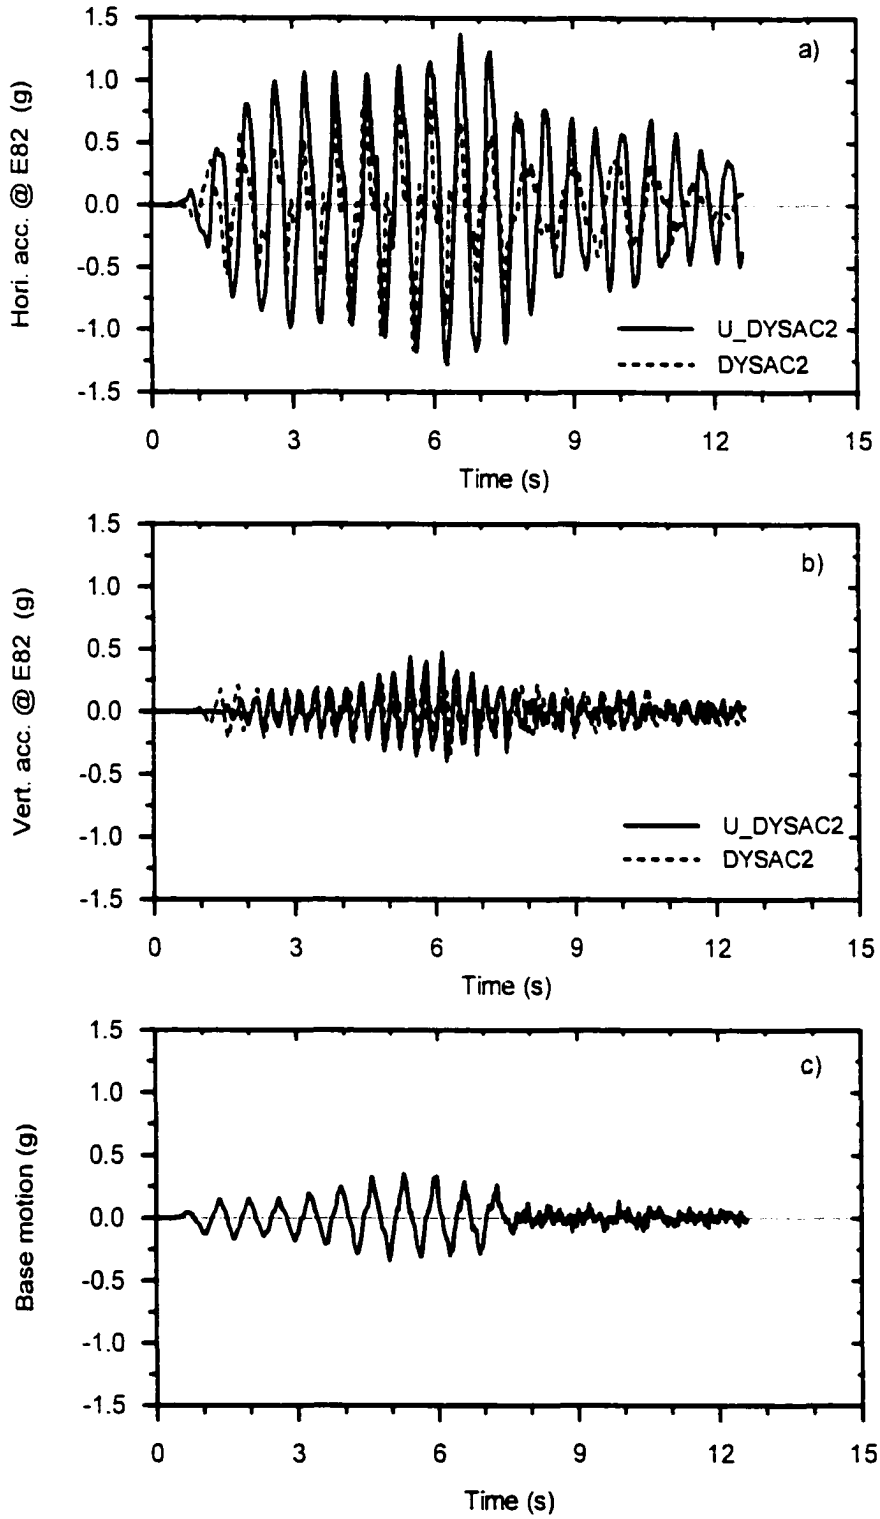 a)
Hori. acc. @ E82 (g)
1.5
1.0
0.5
0.0
-0.5
-1.0
-1.5
U_DYSAC2
DYSAC2
0 3 6 9 12 15
Time (s)
b)
Vert. acc. @ E82 (g)
1.5
1.0
0.5
0.0
-0.5
-1.0
-1.5
U_DYSAC2
DYSAC2
0 3 6 9 12 15
Time (s)
c)
Base motion (g)
1.5
1.0
0.5
0.0
-0.5
-1.0
-1.5
0 3 6 9 12 15
Time (s)